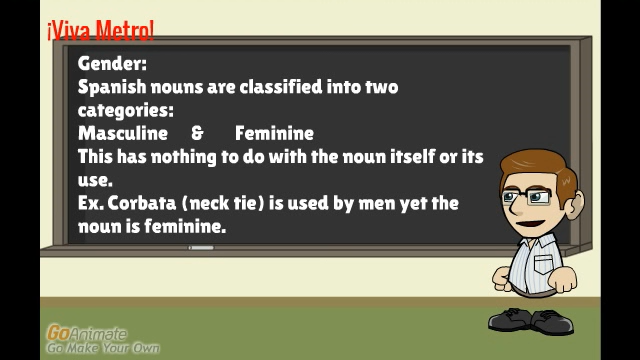 ¡Viva Metro!
Gender:
Spanish nouns are classified into two
categories:
Masculine & Feminine
This has nothing to do with the noun itself or its
use.
Ex. Corbata (neck tie) is used by men yet the
noun is feminine.
GoAnimate
Go Make Your Own